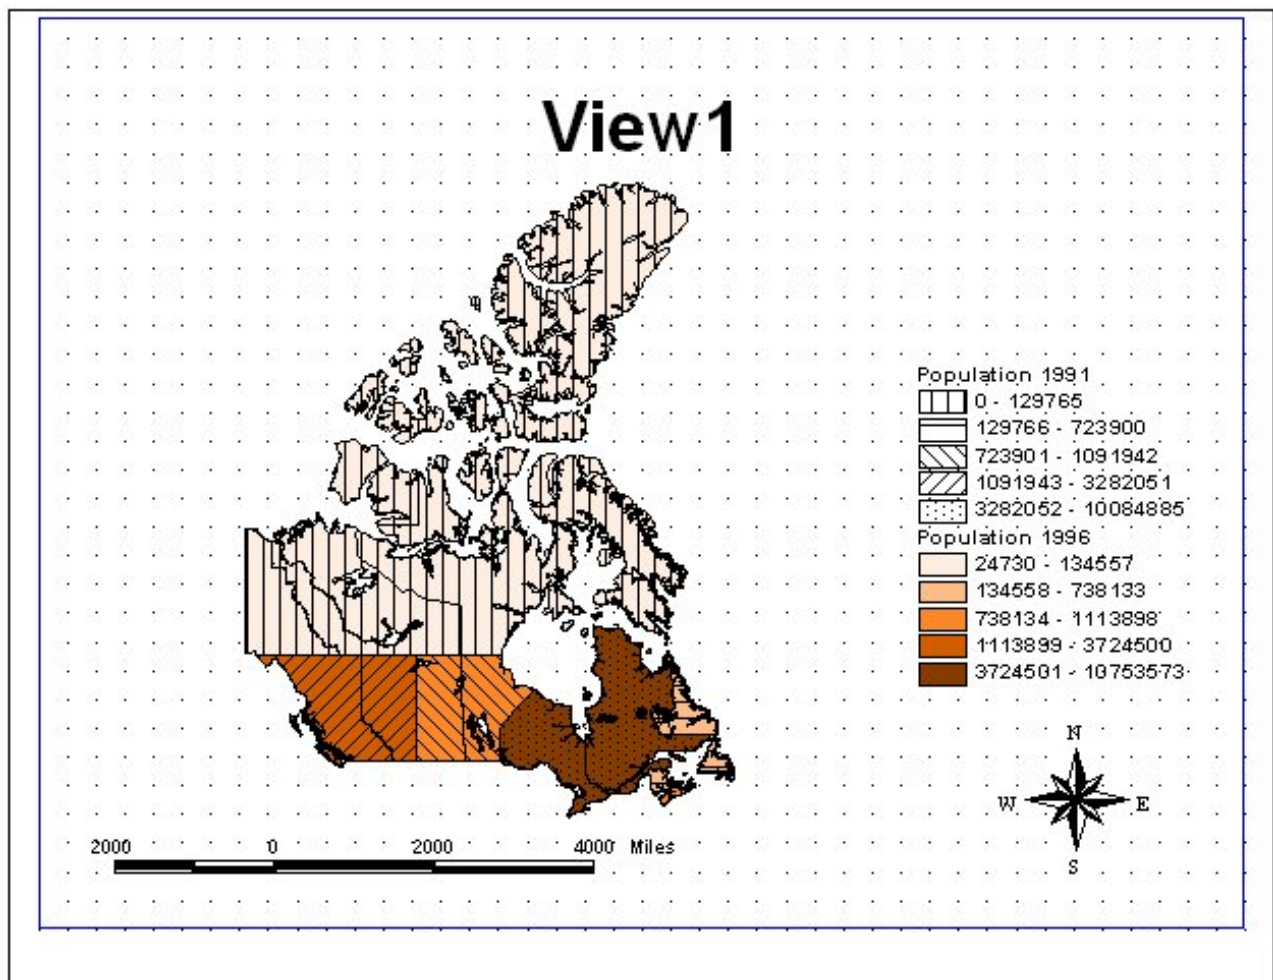 View1
Population 1991
0 - 129765
129766 - 723900
723901 - 1091942
1091943 - 3282051
3282052 - 10084885
Population 1996
24730 - 134557
134558 - 738133
738134 - 1113898
1113899 - 3724500
3724501 - 10753573
N
W E
S
2000 0 2000 4000 Miles